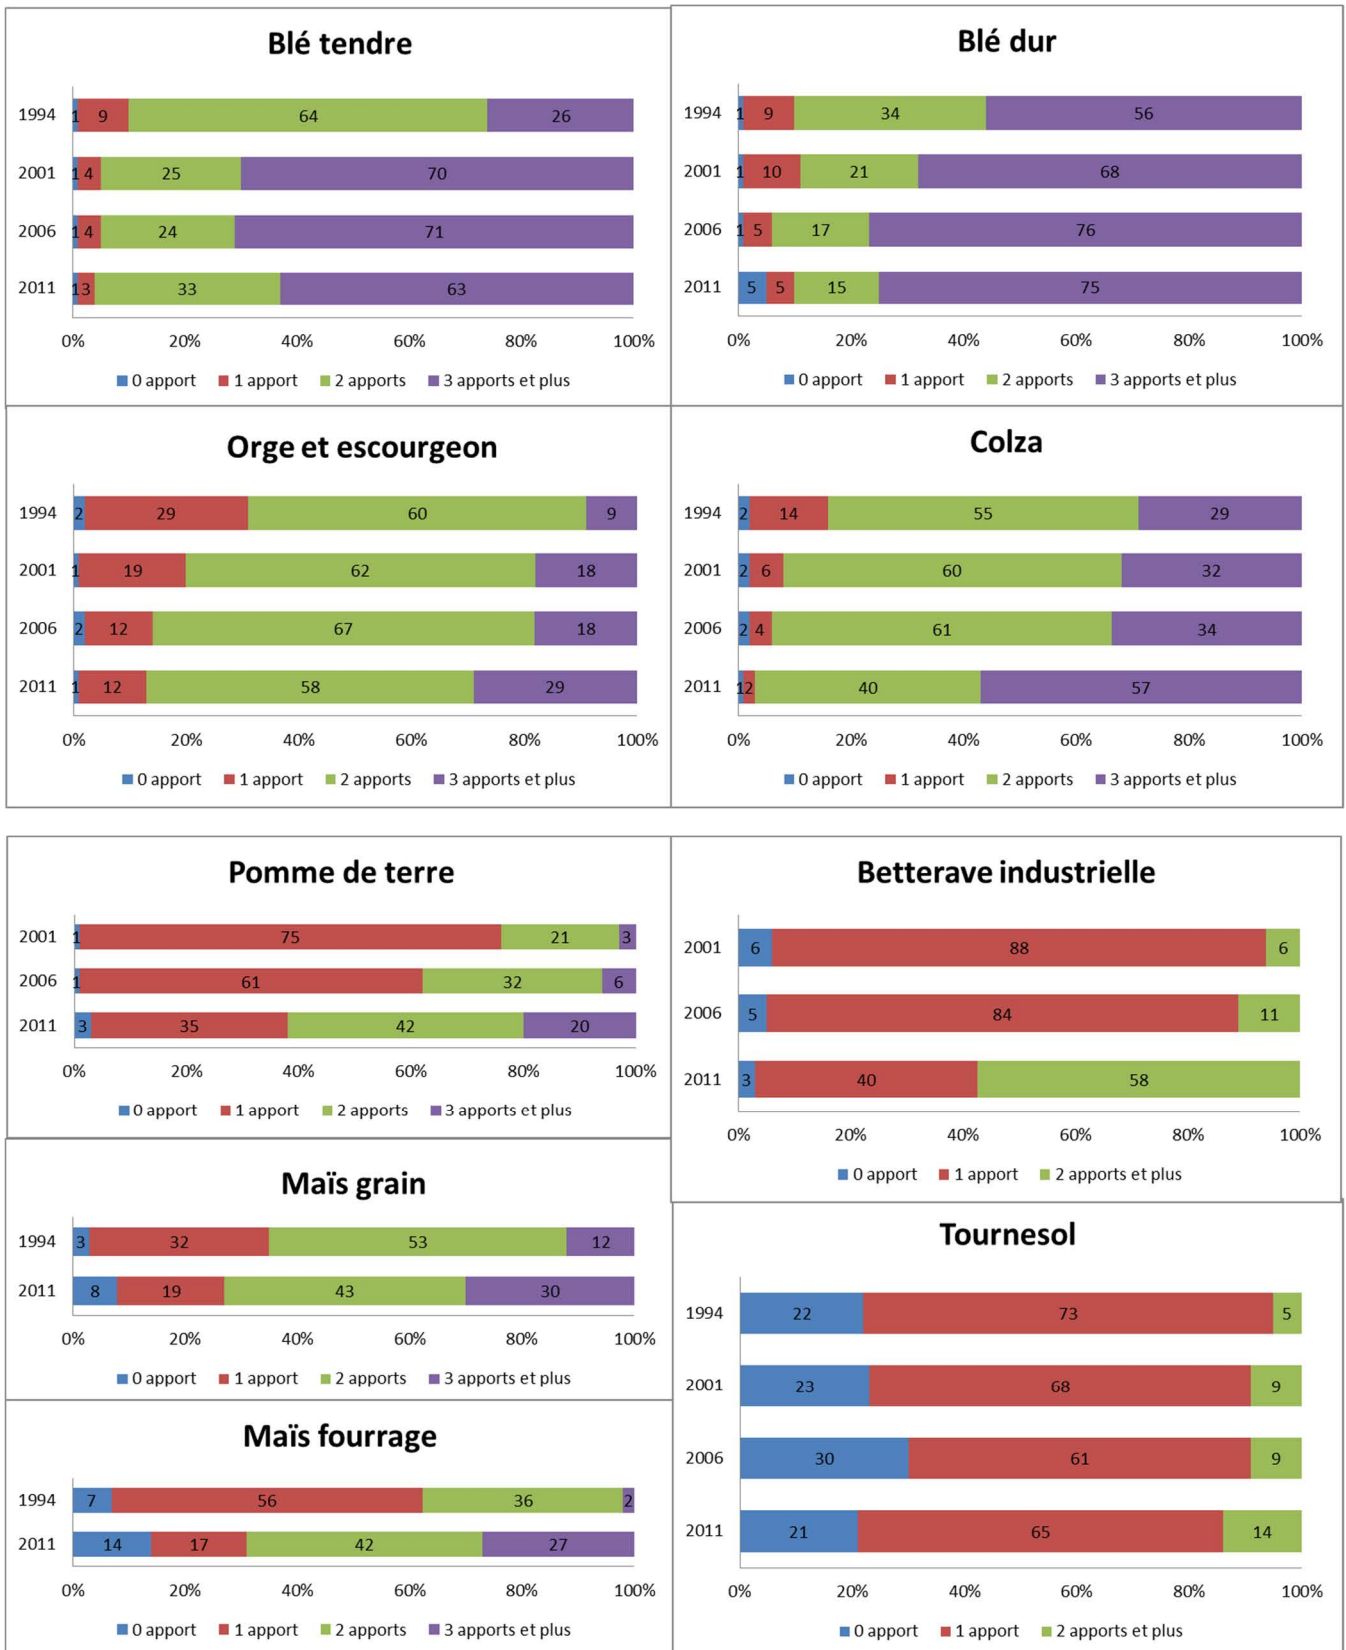 Blé tendre
1994 1 9 64 26
2001 1 4 25 70
2006 1 4 24 71
2011 1 3 33 63
0% 20% 40% 60% 80% 100%
0 apport 1 apport 2 apports 3 apports et plus
Blé dur
1994 1 9 34 56
2001 1 10 21 68
2006 1 5 17 76
2011 5 5 15 75
0% 20% 40% 60% 80% 100%
0 apport 1 apport 2 apports 3 apports et plus
Orge et escourgeon
1994 2 29 60 9
2001 1 19 62 18
2006 2 12 67 18
2011 1 12 58 29
0% 20% 40% 60% 80% 100%
0 apport 1 apport 2 apports 3 apports et plus
Colza
1994 2 14 55 29
2001 2 6 60 32
2006 2 4 61 34
2011 1 2 40 57
0% 20% 40% 60% 80% 100%
0 apport 1 apport 2 apports 3 apports et plus
Pomme de terre
2001 1 75 21 3
2006 1 61 32 6
2011 3 35 42 20
0% 20% 40% 60% 80% 100%
0 apport 1 apport 2 apports 3 apports et plus
Betterave industrielle
2001 6 88 6
2006 5 84 11
2011 3 40 58
0% 20% 40% 60% 80% 100%
0 apport 1 apport 2 apports et plus
Maïs grain
1994 3 32 53 12
2011 8 19 43 30
0% 20% 40% 60% 80% 100%
0 apport 1 apport 2 apports 3 apports et plus
Tournesol
1994 22 73 5
2001 23 68 9
2006 30 61 9
2011 21 65 14
0% 20% 40% 60% 80% 100%
0 apport 1 apport 2 apports et plus
Maïs fourrage
1994 7 56 36 2
2011 14 17 42 27
0% 20% 40% 60% 80% 100%
0 apport 1 apport 2 apports 3 apports et plus